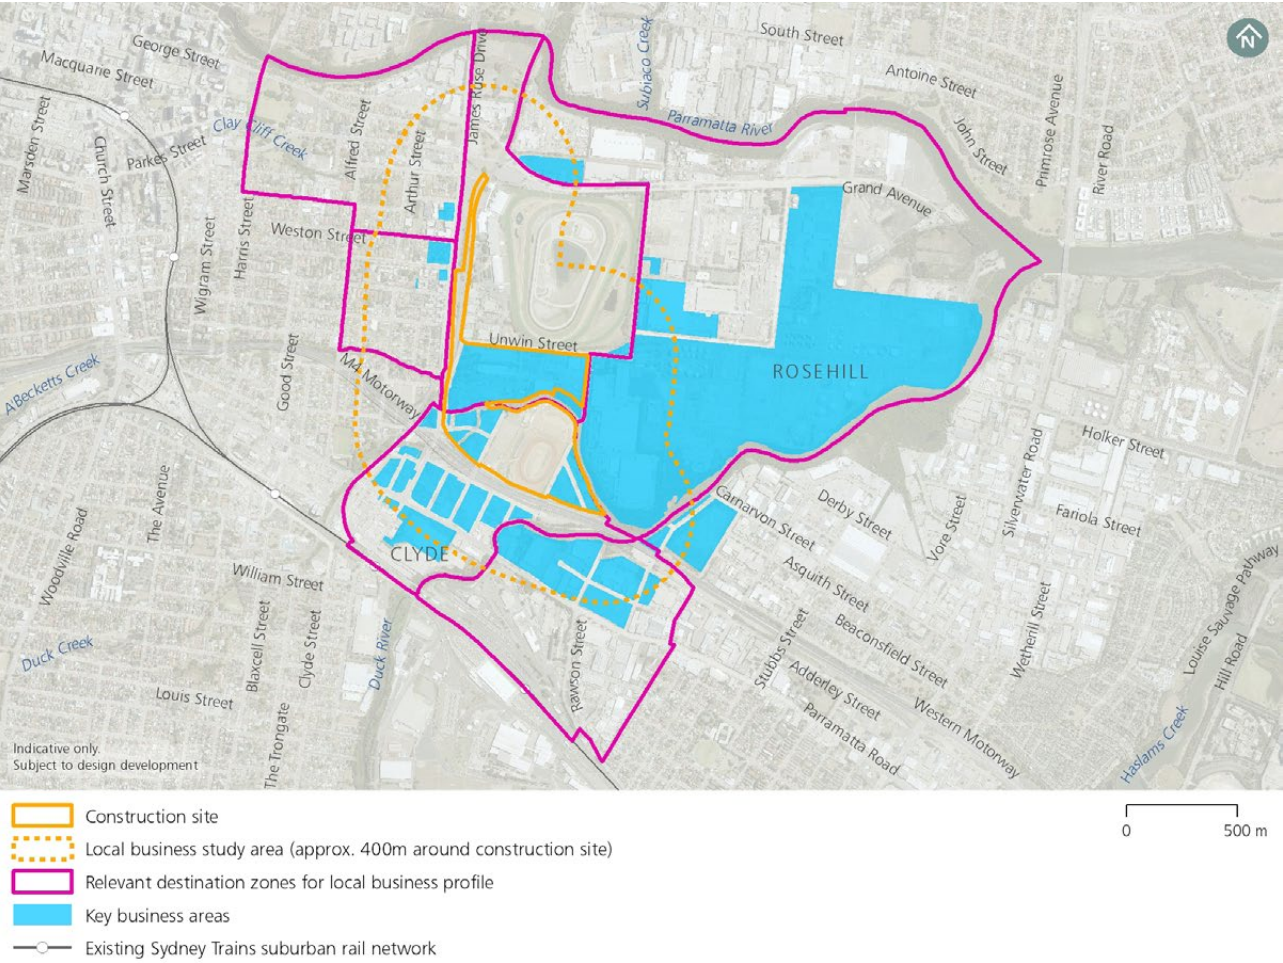 South Street
N
George Street
Macquarie Street
Subiaco Creek
James Ruse Drive
Antoine Street
Primrose Avenue
Marsden Street
Alfred Street
Clay Cliff Creek
Parramatta River
John Street
River Road
Church Street
Parkes Street
Arthur Street
Grand Avenue
Harris Street
Weston Street
Wigram Street
Unwin Street
A'Becketts Creek
Good Street
M4 Motorway
ROSEHILL
Holker Street
Silverwater Road
The Avenue
Woodville Road
Carnarvon Street
Derby Street
Vore Street
Fariola Street
CLYDE
Asquith Street
Louise Sauvage Pathway
William Street
Beaconsfield Street
Wetherill Street
Blaxcell Street
Clyde Street
Duck River
Duck Creek
Rawson Street
Stubbs Street
Hill Road
Louis Street
Adderley Street
Western Motorway
Parramatta Road
The Trongate
Haslams Creek
Indicative only.
Subject to design development
Construction site
0 500 m
Local business study area (approx. 400m around construction site)
Relevant destination zones for local business profile
Key business areas
Existing Sydney Trains suburban rail network